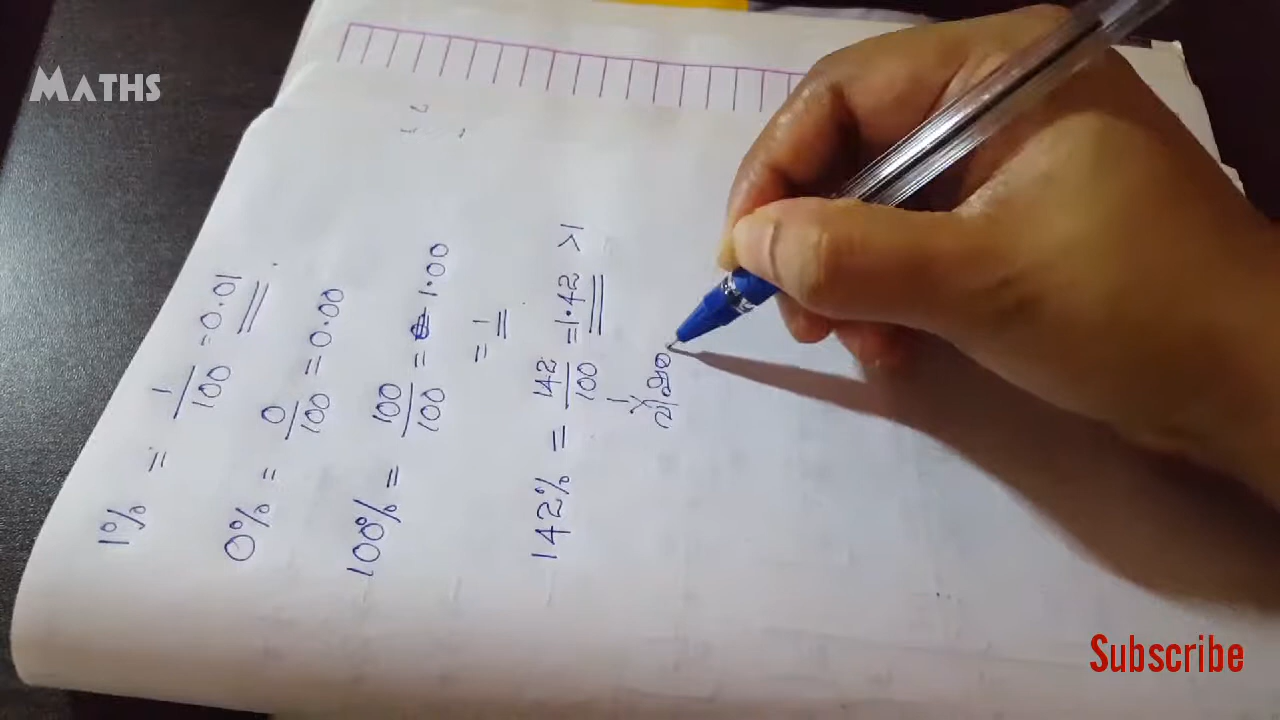 MATHS
1% = 1/100 = 0.01
0% = 0/100 = 0.00
100% = 100/100 = 1.00
= 1
142% = 142/100 = 1.42 >1
1
Subscribe